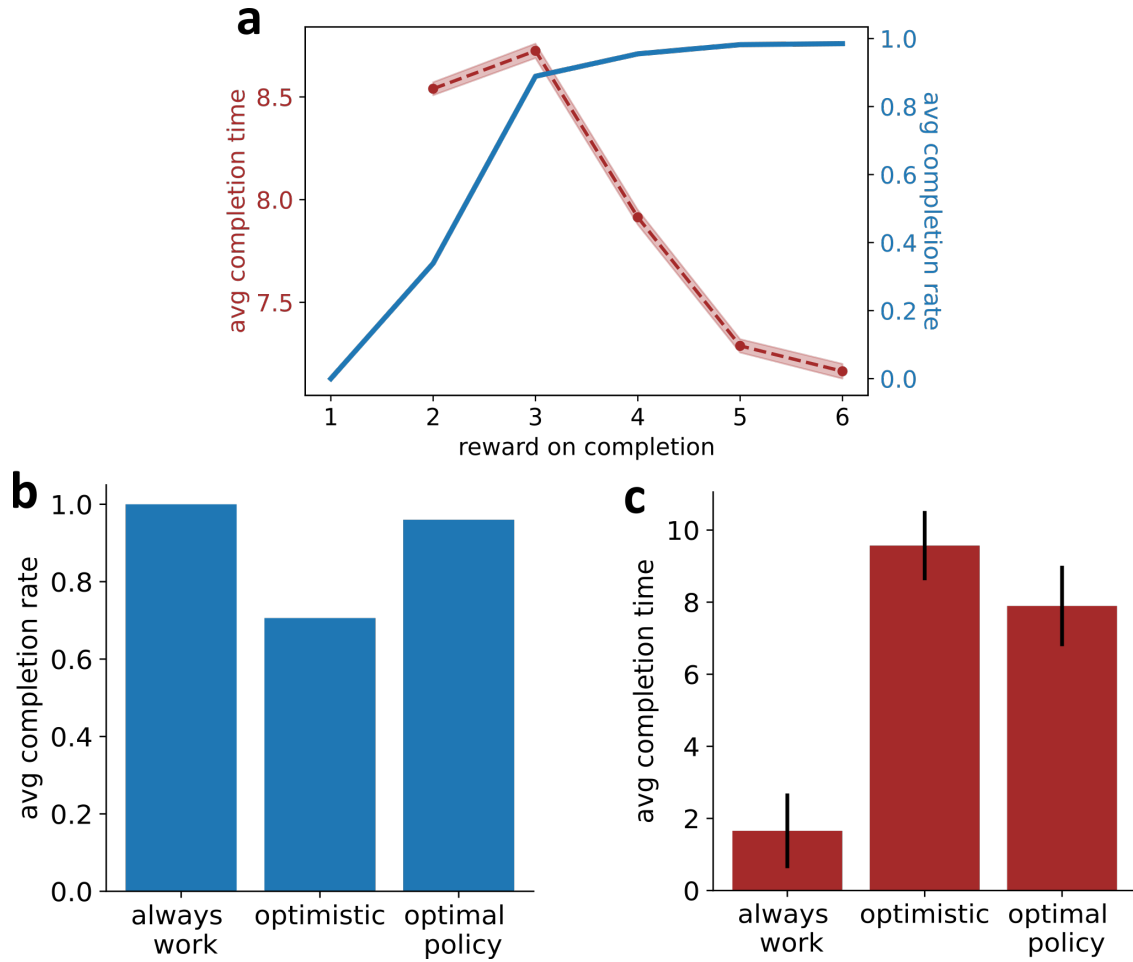 a
8.5
8.0
7.5
avg completion time
1.0
0.8
0.6
0.4
0.2
0.0
avg completion rate
1 2 3 4 5 6
reward on completion
b
1.0
0.8
0.6
0.4
0.2
0.0
avg completion rate
always
work
optimistic
optimal
policy
c
10
8
6
4
2
0
avg completion time
always
work
optimistic
optimal
policy